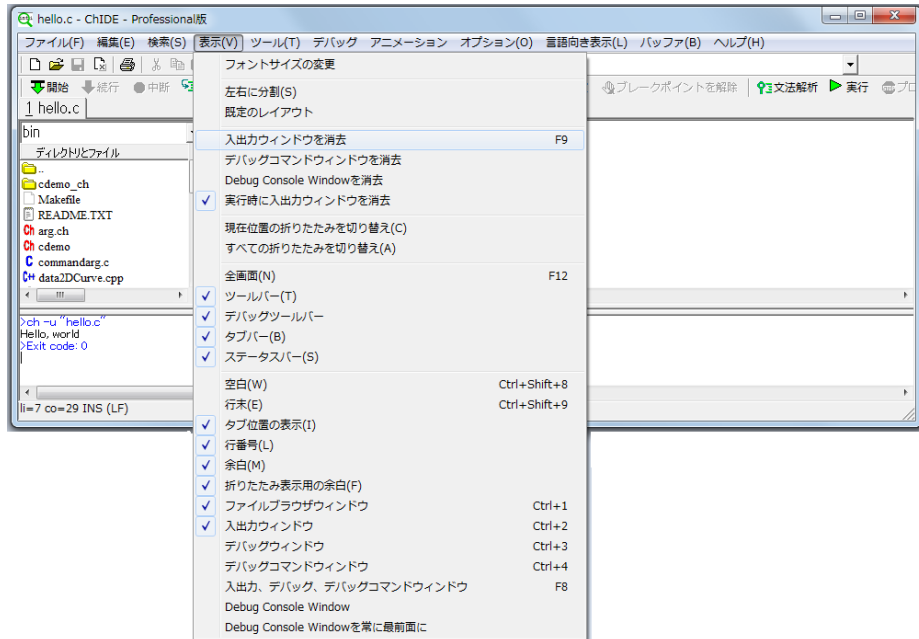 hello.c - ChIDE - Professional版
ファイル(F) 編集(E) 検索(S) 表示(V) ツール(T) デバッグ アニメーション オプション(O) 言語向き表示(L) バッファ(B) ヘルプ(H)
開始 続行 中断 ブレークポイントを解除 文法解析 実行 プロ
1 hello.c
bin
ディレクトリとファイル
..
cdemo_ch
Makefile
README.TXT
arg.ch
cdemo
commandarg.c
data2DCurve.cpp
>ch -u "hello.c"
Hello, world
>Exit code: 0
li=7 co=29 INS (LF)
フォントサイズの変更
左右に分割(S)
既定のレイアウト
入出力ウィンドウを消去 F9
デバッグコマンドウィンドウを消去
Debug Console Windowを消去
実行時に入出力ウィンドウを消去
現在位置の折りたたみを切り替え(C)
すべての折りたたみを切り替え(A)
全画面(N) F12
ツールバー(T)
デバッグツールバー
タブバー(B)
ステータスバー(S)
空白(W) Ctrl+Shift+8
行末(E) Ctrl+Shift+9
タブ位置の表示(I)
行番号(L)
余白(M)
折りたたみ表示用の余白(F)
ファイルブラウザウィンドウ Ctrl+1
入出力ウィンドウ Ctrl+2
デバッグウィンドウ Ctrl+3
デバッグコマンドウィンドウ Ctrl+4
入出力、デバッグ、デバッグコマンドウィンドウ F8
Debug Console Window
Debug Console Windowを常に最前面に